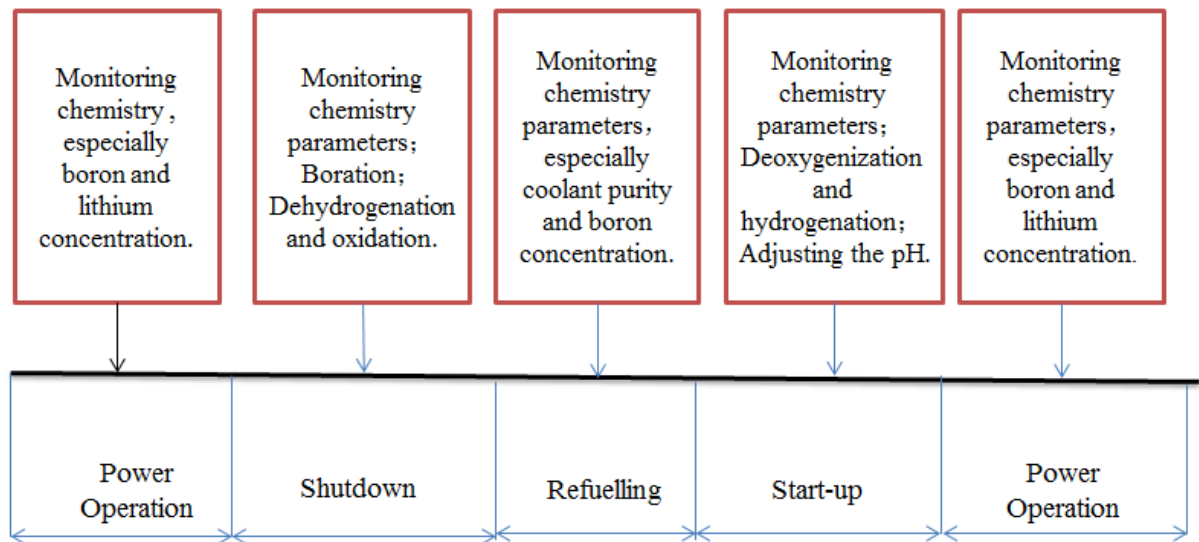 Monitoring
chemistry ,
especially
boron and
lithium
concentration.
Monitoring
chemistry
parameters；
Boration；
Dehydrogenation
and oxidation.
Monitoring
chemistry
parameters，
especially
coolant purity
and boron
concentration.
Monitoring
chemistry
parameters；
Deoxygenization
and
hydrogenation；
Adjusting the pH.
Monitoring
chemistry
parameters，
especially
boron and
lithium
concentration.
Power
Operation
Shutdown
Refuelling
Start-up
Power
Operation